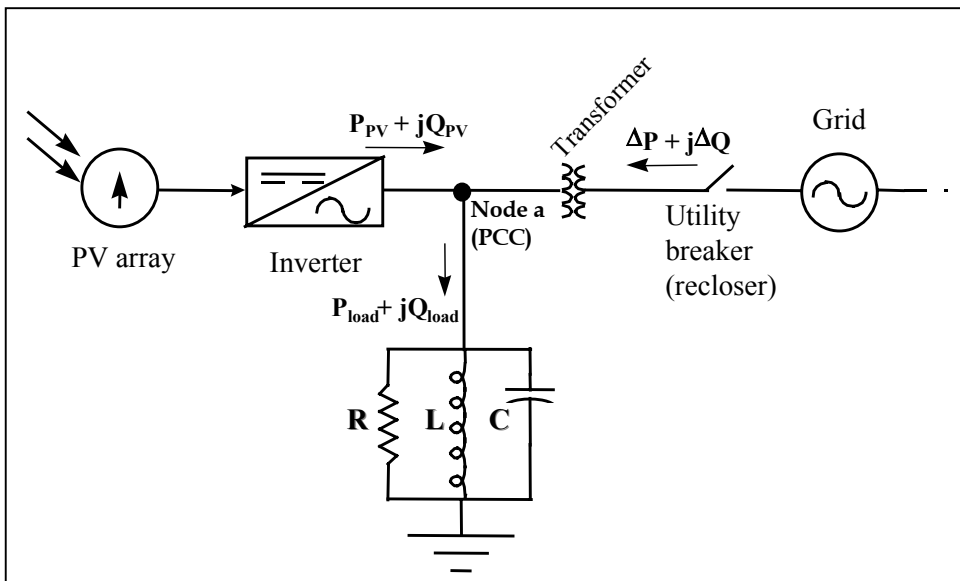 P_PV + jQ_PV
Transformer
ΔP + jΔQ
Grid
PV array
Inverter
Node a
(PCC)
Utility
breaker
(recloser)
P_load + jQ_load
R
L
C